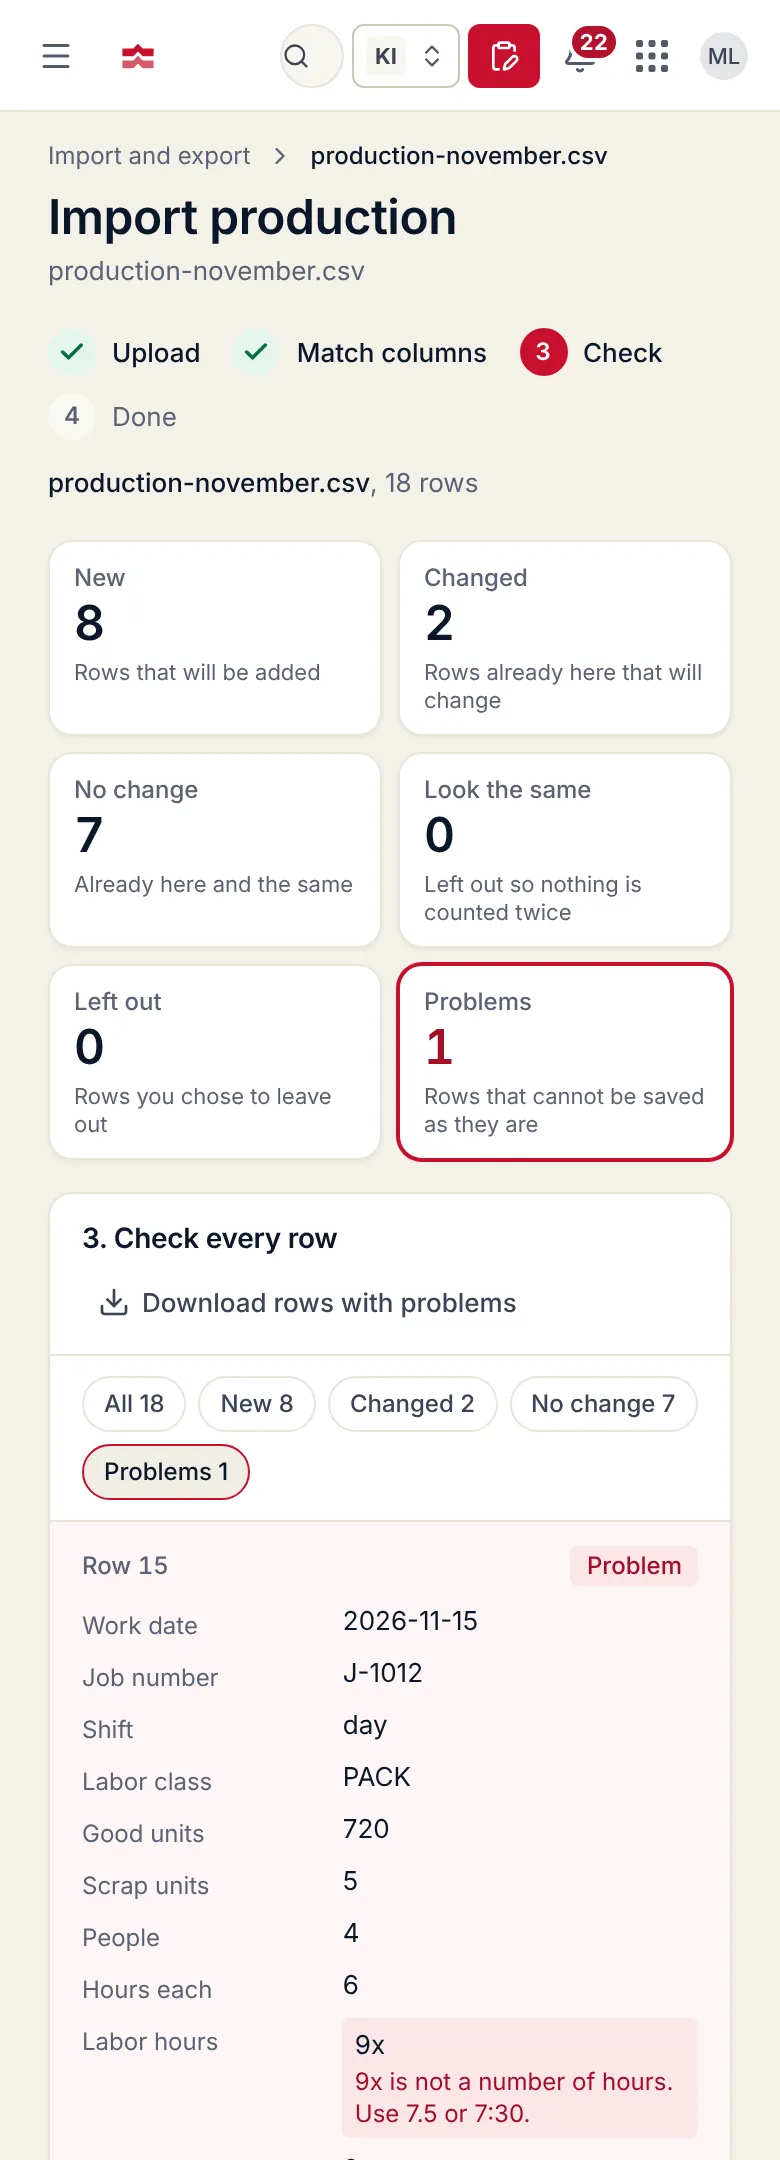 KI
22
ML
Import and export > production-november.csv
Import production
production-november.csv
Upload
Match columns
3 Check
4 Done
production-november.csv, 18 rows
New
8
Rows that will be added
Changed
2
Rows already here that will
change
No change
7
Already here and the same
Look the same
0
Left out so nothing is
counted twice
Left out
0
Rows you chose to leave
out
Problems
1
Rows that cannot be saved
as they are
3. Check every row
Download rows with problems
All 18
New 8
Changed 2
No change 7
Problems 1
Row 15
Problem
Work date 2026-11-15
Job number J-1012
Shift day
Labor class PACK
Good units 720
Scrap units 5
People 4
Hours each 6
Labor hours 9x
9x is not a number of hours.
Use 7.5 or 7:30.